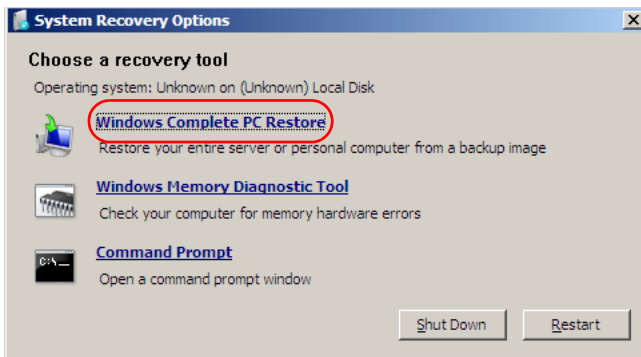 System Recovery Options
Choose a recovery tool
Operating system: Unknown on (Unknown) Local Disk
Windows Complete PC Restore
Restore your entire server or personal computer from a backup image
Windows Memory Diagnostic Tool
Check your computer for memory hardware errors
C:\_
Command Prompt
Open a command prompt window
Shut Down
Restart